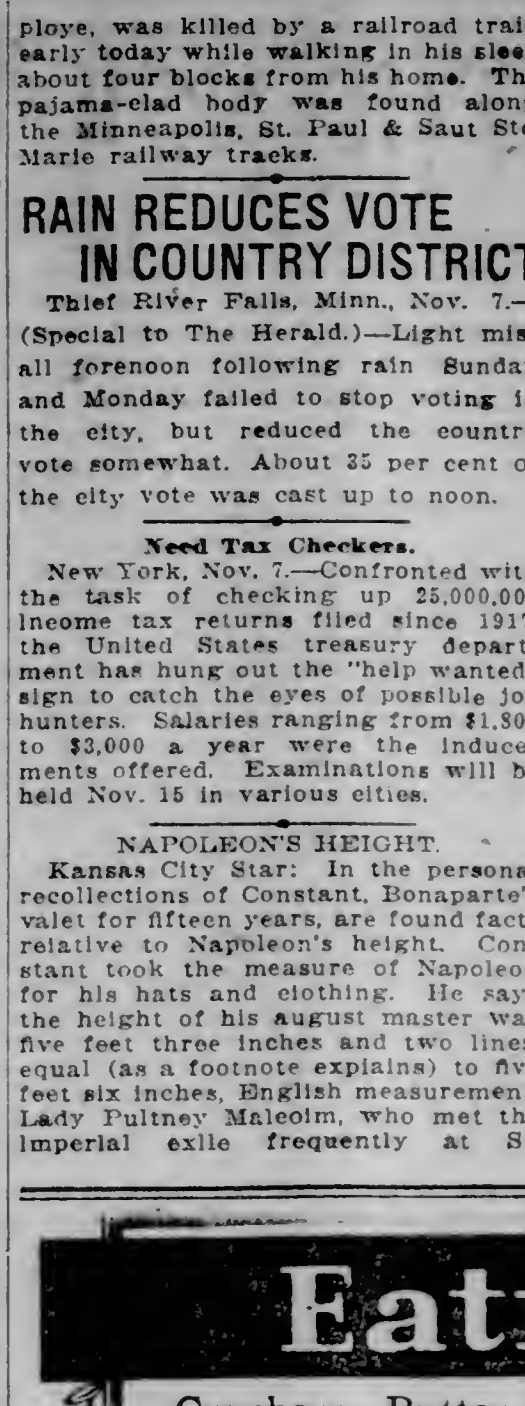 ploye, was killed by a railroad trai
early today while walking in his slee
about four blocks from his home. Th
pajama-clad body was found alon
the Minneapolis, St. Paul & Saut Ste
Marie railway tracks.
RAIN REDUCES VOTE
IN COUNTRY DISTRICT
Thief River Falls, Minn., Nov. 7.—
(Special to The Herald.)—Light mis
all forenoon following rain Sunda
and Monday failed to stop voting i
the city, but reduced the countr
vote somewhat. About 35 per cent o
the city vote was cast up to noon.
Need Tax Checkers.
New York, Nov. 7.—Confronted wit
the task of checking up 25,000,00
income tax returns filed since 1917
the United States treasury depart
ment has hung out the "help wanted
sign to catch the eyes of possible jo
hunters. Salaries ranging from $1,80
to $3,000 a year were the induce
ments offered. Examinations will b
held Nov. 15 in various cities.
NAPOLEON'S HEIGHT.
Kansas City Star: In the persona
recollections of Constant, Bonaparte'
valet for fifteen years, are found fact
relative to Napoleon's height. Con
stant took the measure of Napoleo
for his hats and clothing. He say
the height of his august master wa
five feet three inches and two lines
equal (as a footnote explains) to fiv
feet six inches, English measuremen
Lady Pultney Malcolm, who met th
imperial exile frequently at S
Eat